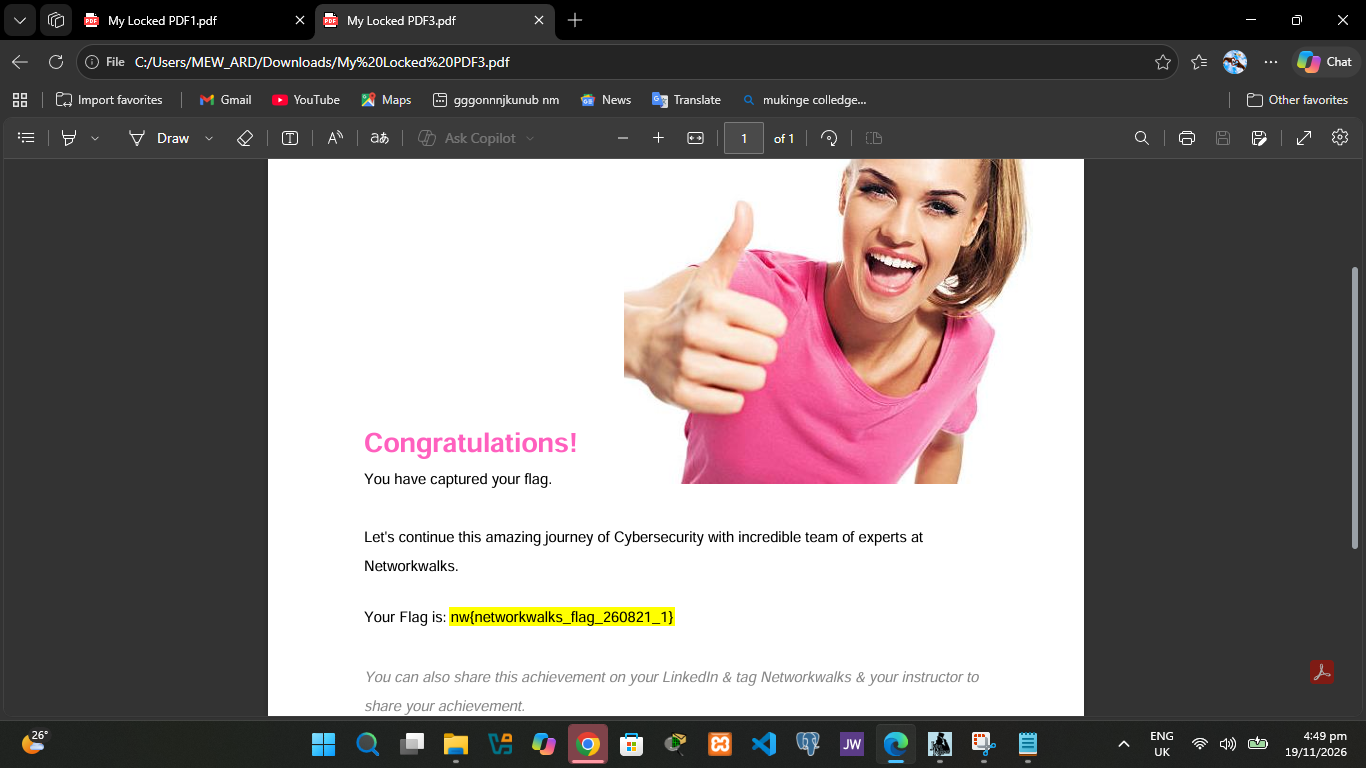 My Locked PDF1.pdf
My Locked PDF3.pdf
File C:/Users/MEW_ARD/Downloads/My%20Locked%20PDF3.pdf
Chat
Import favorites
Gmail
YouTube
Maps
gggonnnjkunub nm
News
Translate
mukinge colledge...
Other favorites
Draw
Ask Copilot
1 of 1
Congratulations!
You have captured your flag.
Let's continue this amazing journey of Cybersecurity with incredible team of experts at
Networkwalks.
Your Flag is: nw{networkwalks_flag_260821_1}
You can also share this achievement on your LinkedIn & tag Networkwalks & your instructor to
share your achievement.
26°
JW
ENG
UK
4:49 pm
19/11/2026